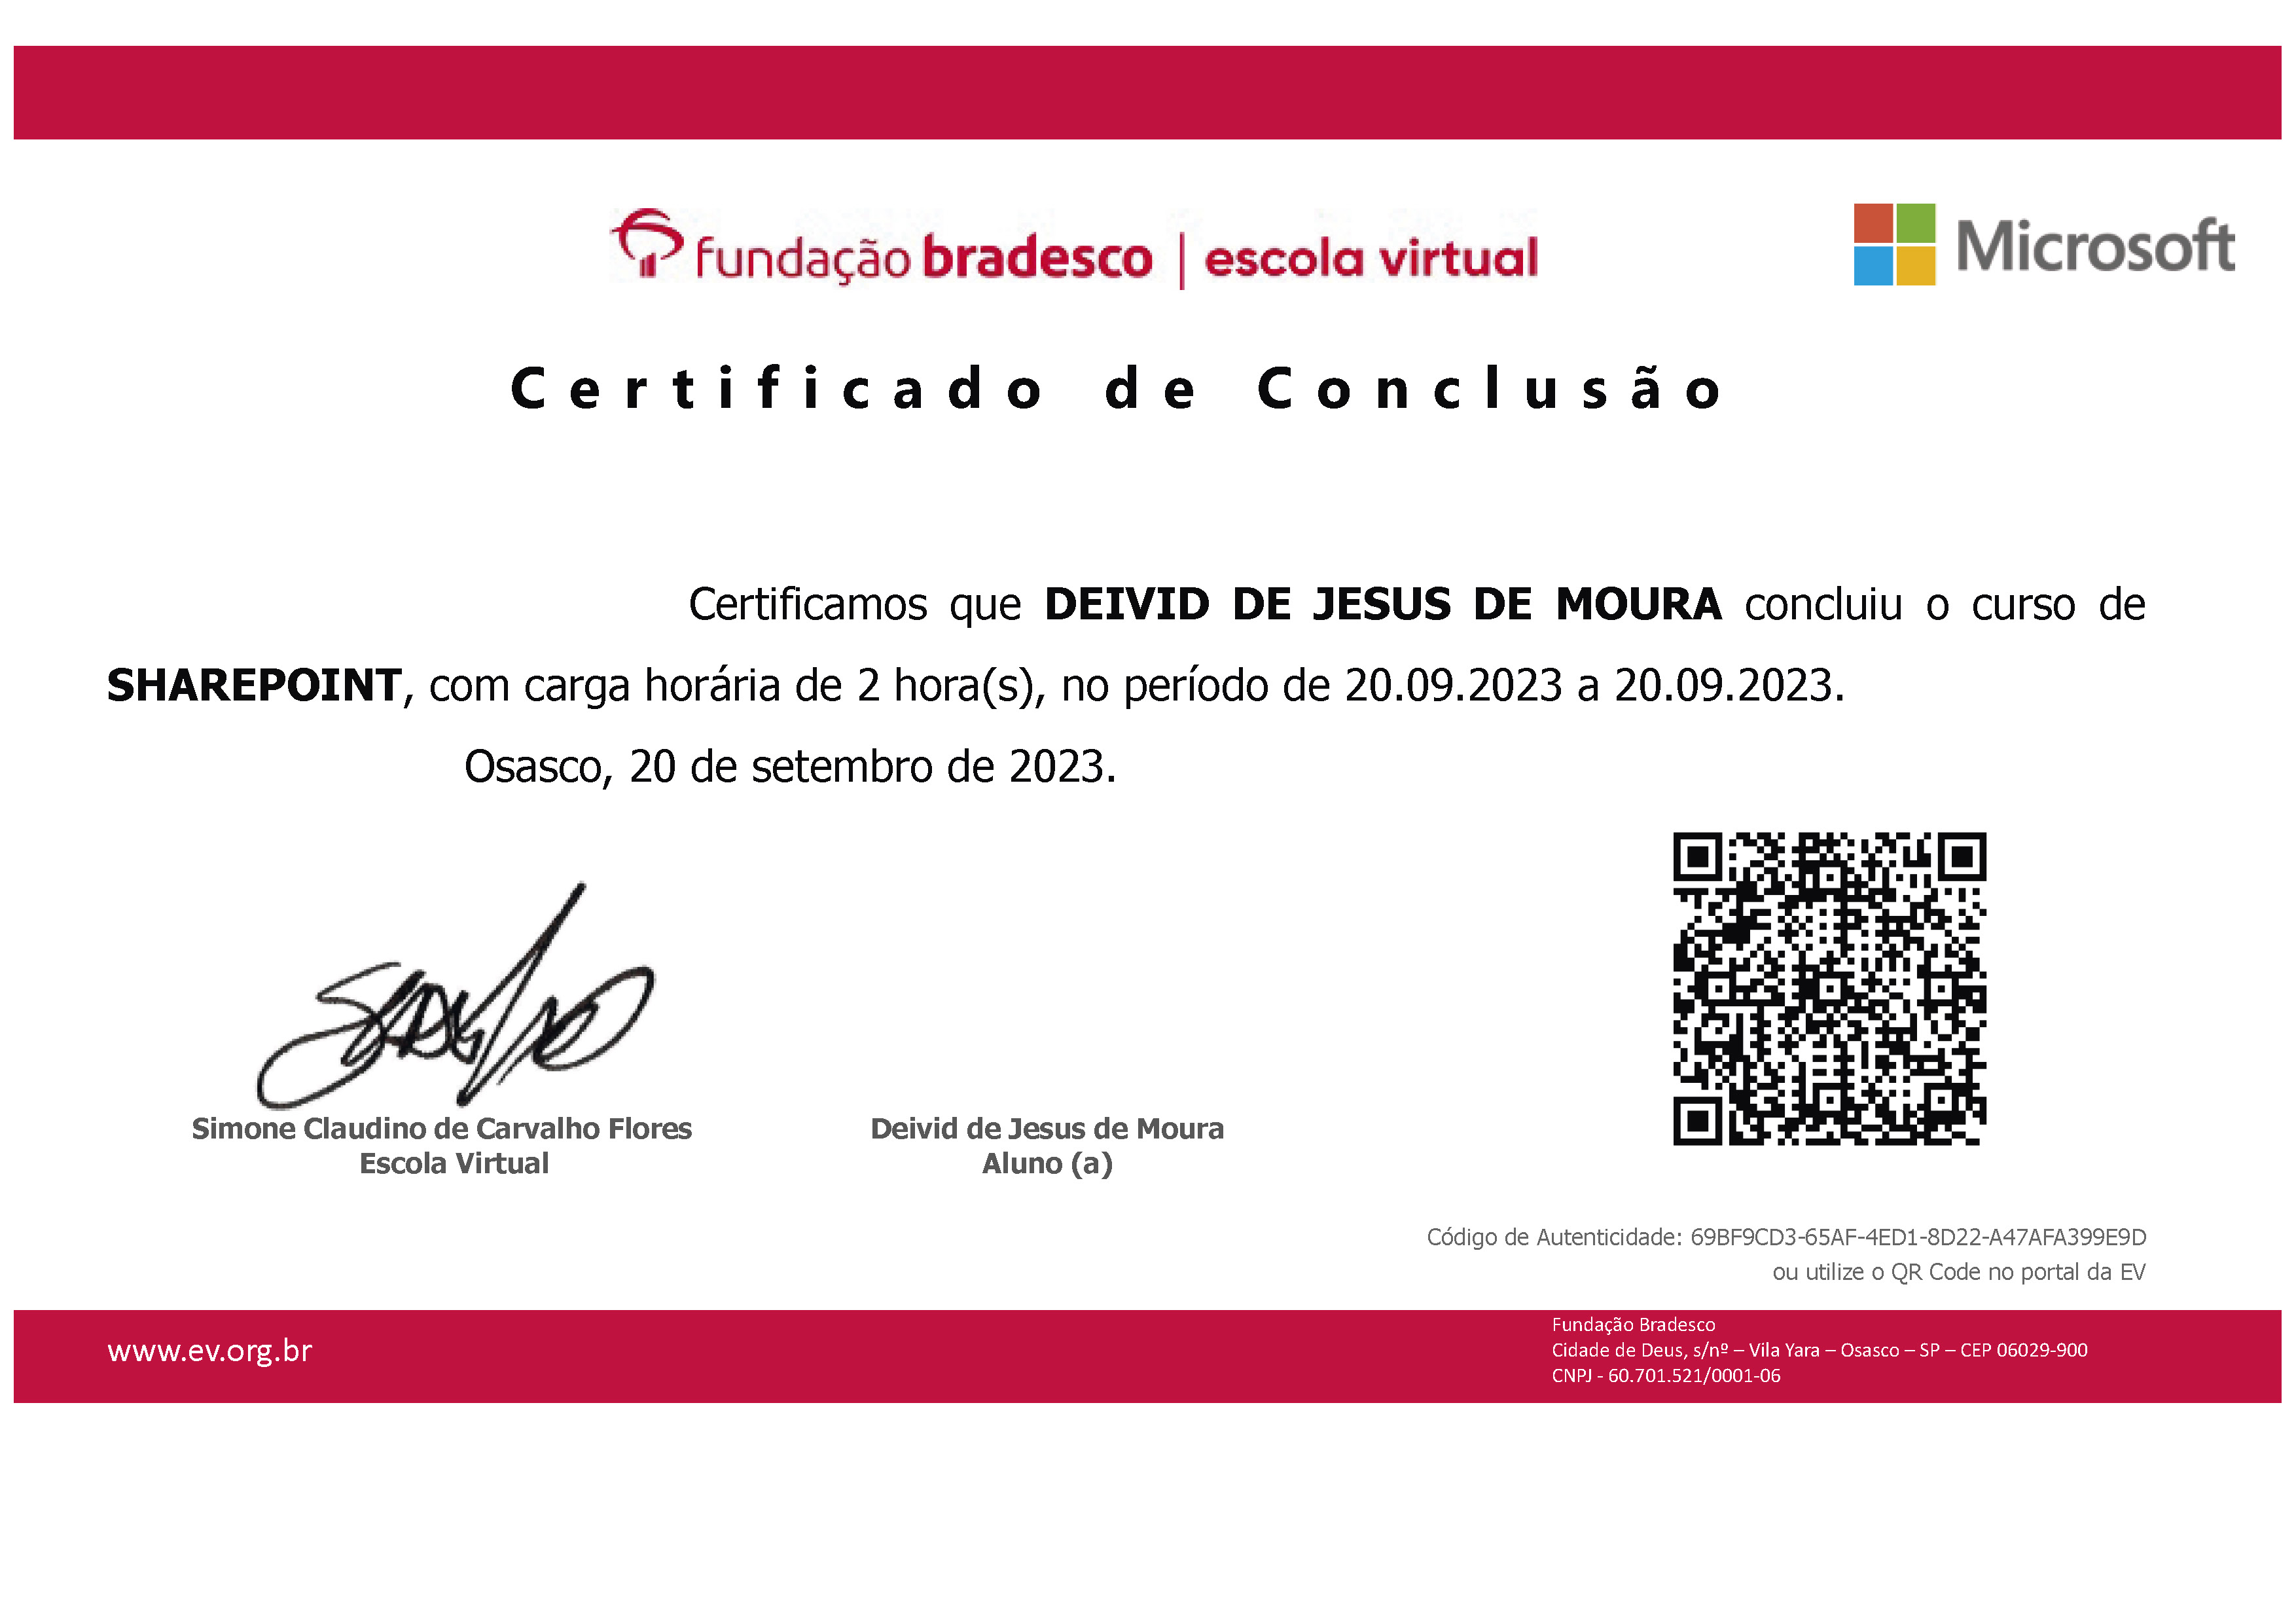 fundação bradesco | escola virtual
Microsoft
Certificado de Conclusão
Certificamos que DEIVID DE JESUS DE MOURA concluiu o curso de
SHAREPOINT, com carga horária de 2 hora(s), no período de 20.09.2023 a 20.09.2023.
Osasco, 20 de setembro de 2023.
Simone Claudino de Carvalho Flores
Escola Virtual
Deivid de Jesus de Moura
Aluno (a)
Código de Autenticidade: 69BF9CD3-65AF-4ED1-8D22-A47AFA399E9D
ou utilize o QR Code no portal da EV
www.ev.org.br
Fundação Bradesco
Cidade de Deus, s/nº – Vila Yara – Osasco – SP – CEP 06029-900
CNPJ - 60.701.521/0001-06